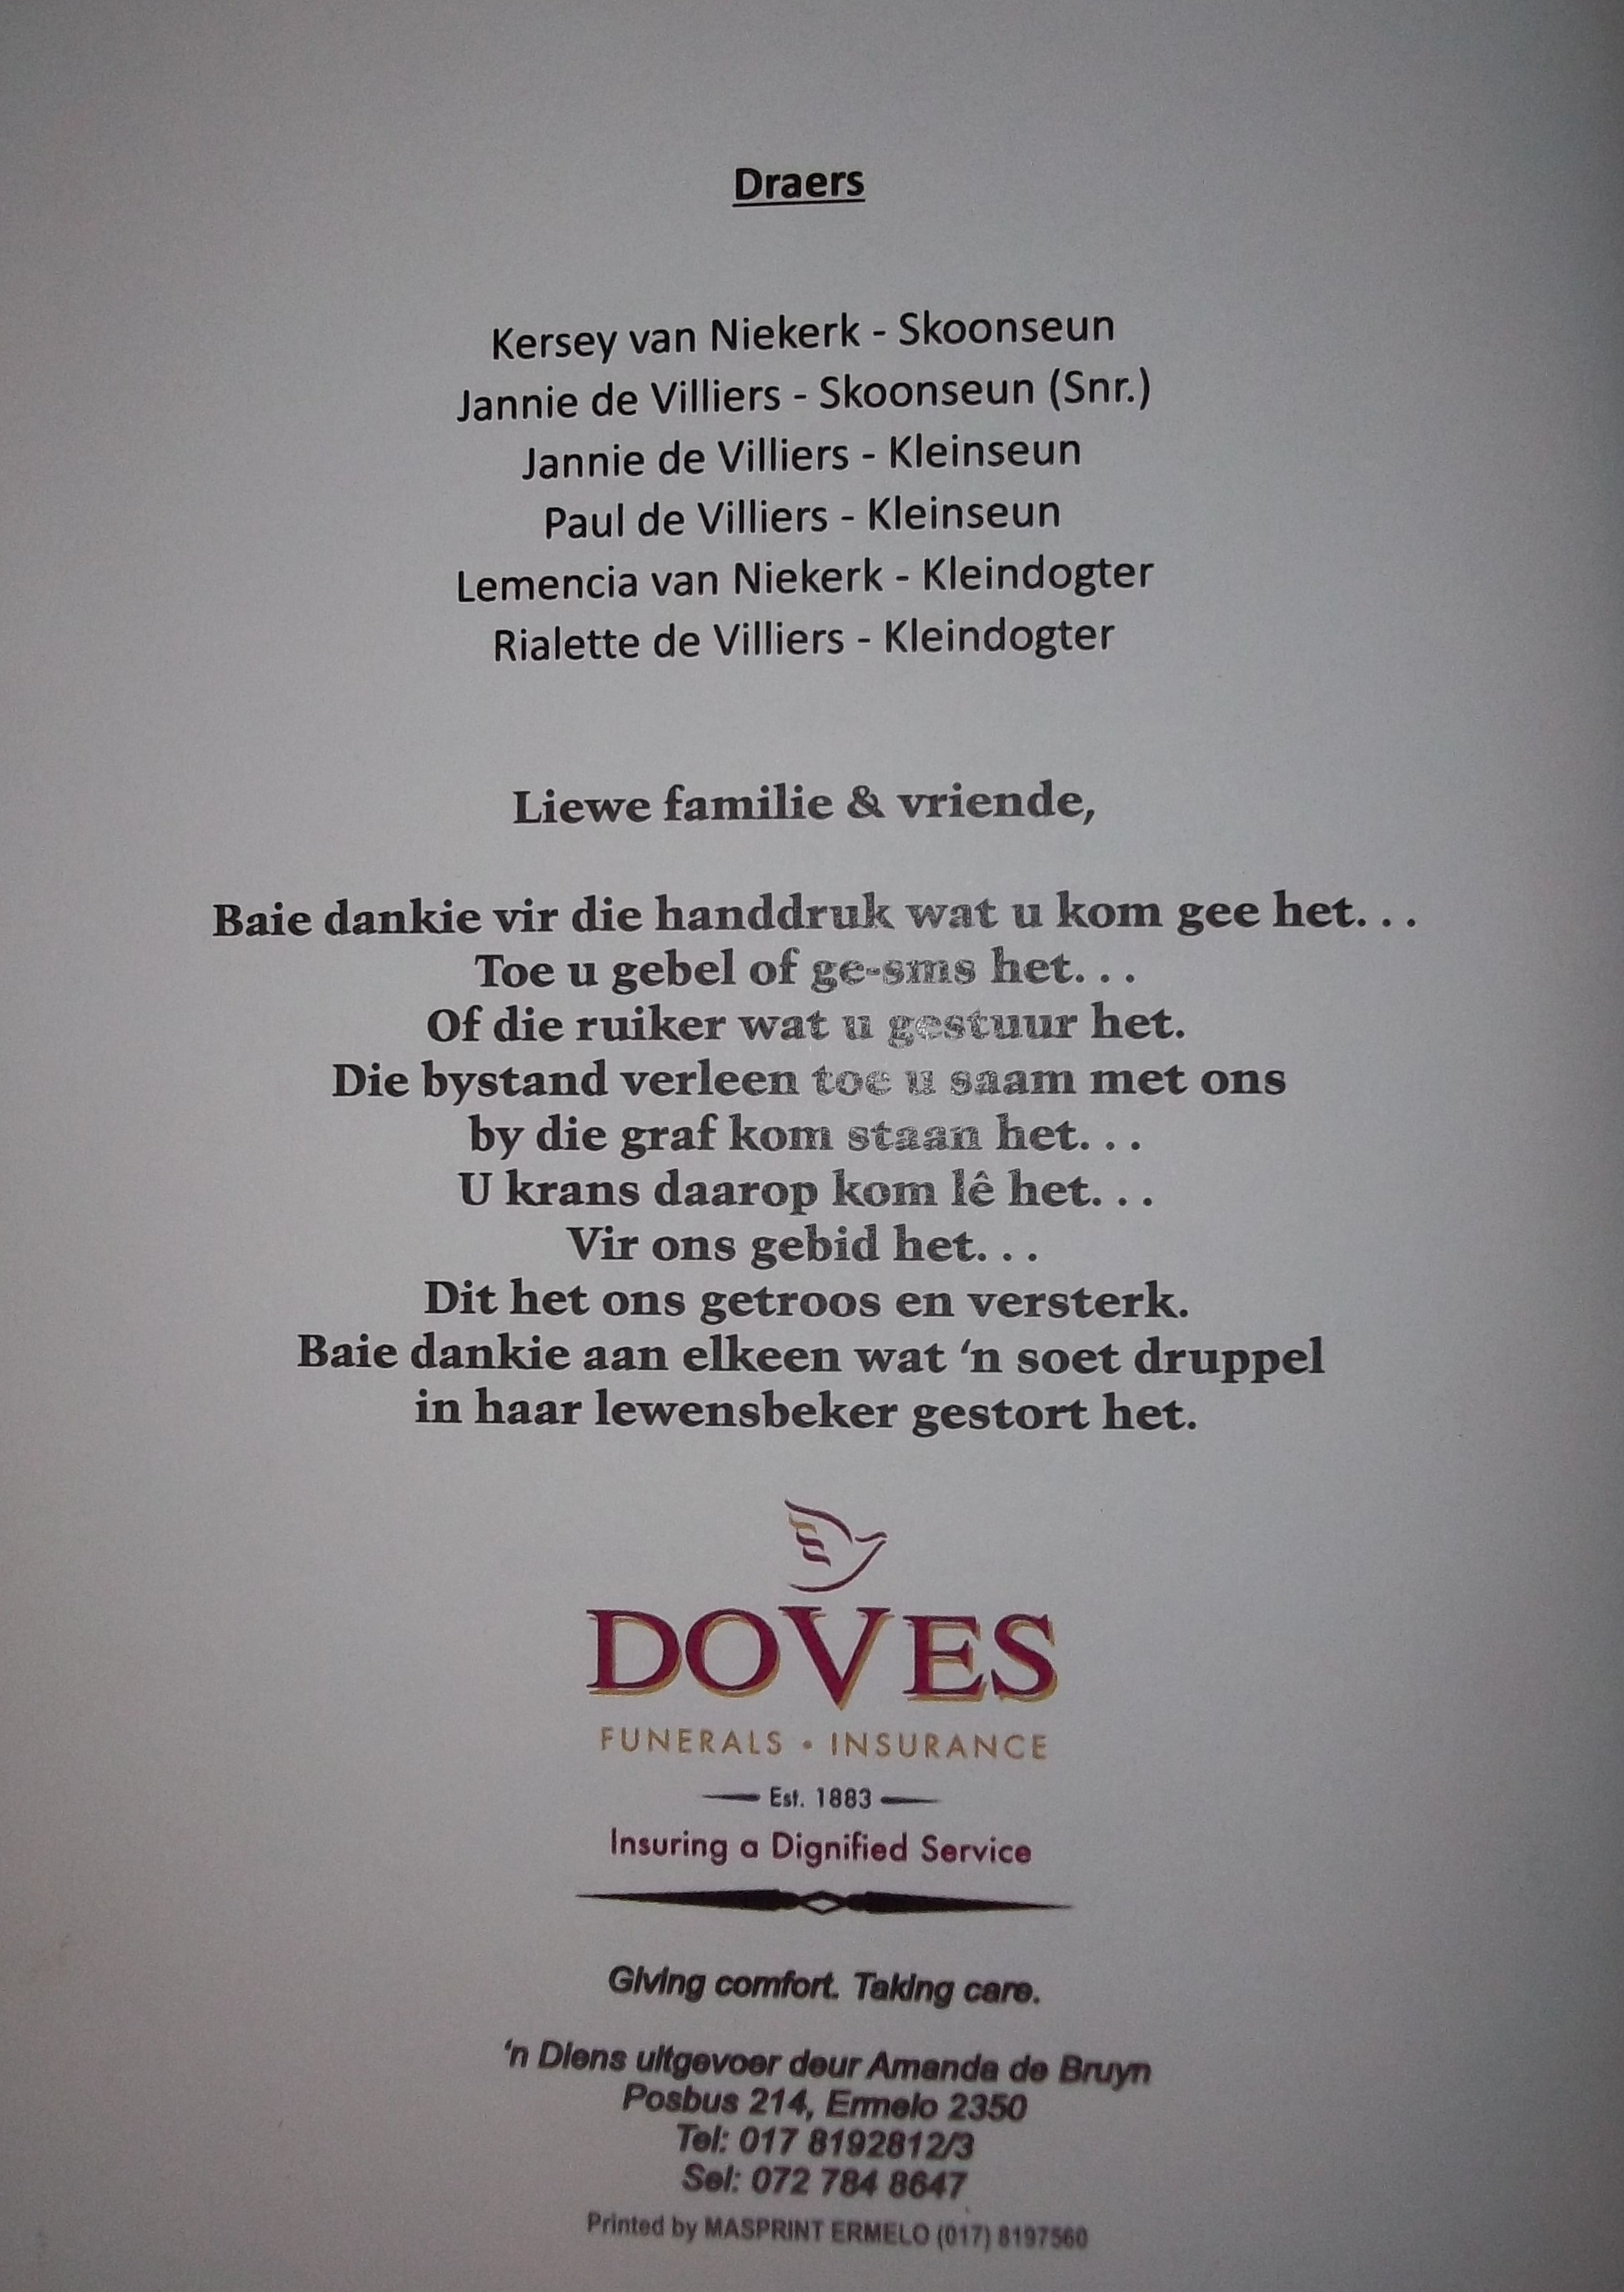 Draers
Kersey van Niekerk - Skoonseun
Jannie de Villiers - Skoonseun (Snr.)
Jannie de Villiers - Kleinseun
Paul de Villiers - Kleinseun
Lemencia van Niekerk - Kleindogter
Rialette de Villiers - Kleindogter
Liewe familie & vriende,
Baie dankie vir die handdruk wat u kom gee het. . .
Toe u gebel of ge-sms het. . .
Of die ruiker wat u gestuur het.
Die bystand verleen toe u saam met ons
by die graf kom staan het. . .
U krans daarop kom lê het. . .
Vir ons gebid het. . .
Dit het ons getroos en versterk.
Baie dankie aan elkeen wat ‘n soet druppel
in haar lewensbeker gestort het.
DOVES
FUNERALS • INSURANCE
Est. 1883
Insuring a Dignified Service
Giving comfort. Taking care.
‘n Diens uitgevoer deur Amanda de Bruyn
Posbus 214, Ermelo 2350
Tel: 017 8192812/3
Sel: 072 784 8647
Printed by MASPRINT ERMELO (017) 8197560